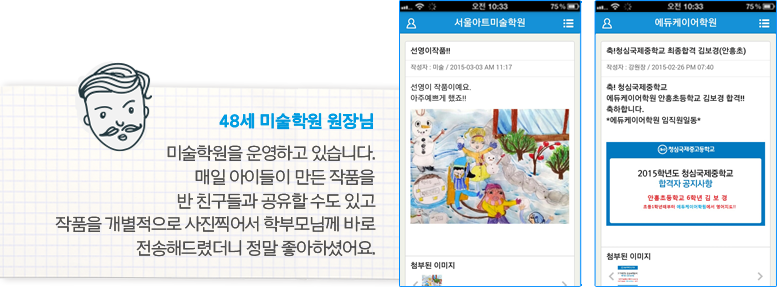 48세 미술학원 원장님
미술학원을 운영하고 있습니다.
매일 아이들이 만든 작품을
반 친구들과 공유할 수도 있고
작품을 개별적으로 사진찍어서 학부모님께 바로
전송해드렸더니 정말 좋아하셨어요.
오전 10:33
75%
서울아트미술학원
선영이작품!!
작성자 : 미술 / 2015-03-03 AM 11:17
선영이 작품이예요.
아주예쁘게 했죠!!
첨부된 이미지
오전 10:33
75%
에듀케이어학원
축!청심국제중학교 최종합격 김보경(안흥초)
작성자 : 강원장 / 2015-02-26 PM 07:40
축! 청심국제중학교
에듀케이어학원 안흥초등학교 김보경 합격!!
축하합니다.
*에듀케이어학원 임직원일동*
청심국제중고등학교
2015학년도 청심국제중학교
합격자 공지사항
안흥초등학교 6학년 김 보 경
에듀케이어학원에서
첨부된 이미지